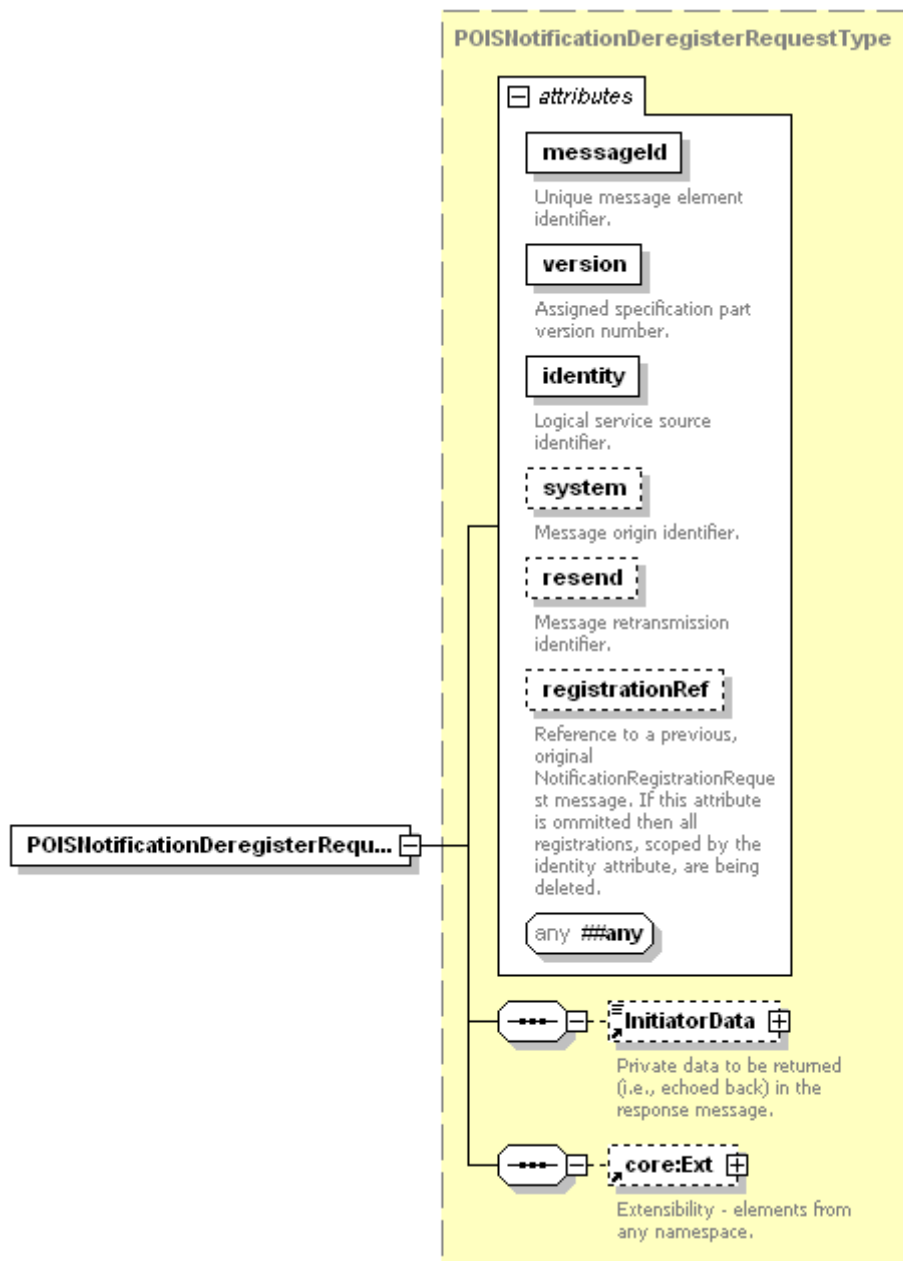 POISNotificationDeregisterRequestType
attributes
messageId
Unique message element
identifier.
version
Assigned specification part
version number.
identity
Logical service source
identifier.
system
Message origin identifier.
resend
Message retransmission
identifier.
registrationRef
Reference to a previous,
original
NotificationRegistrationReque
st message. If this attribute
is ommitted then all
registrations, scoped by the
identity attribute, are being
deleted.
POISNotificationDeregisterRequ...
any ##any
InitiatorData
Private data to be returned
(i.e., echoed back) in the
response message.
core:Ext
Extensibility - elements from
any namespace.